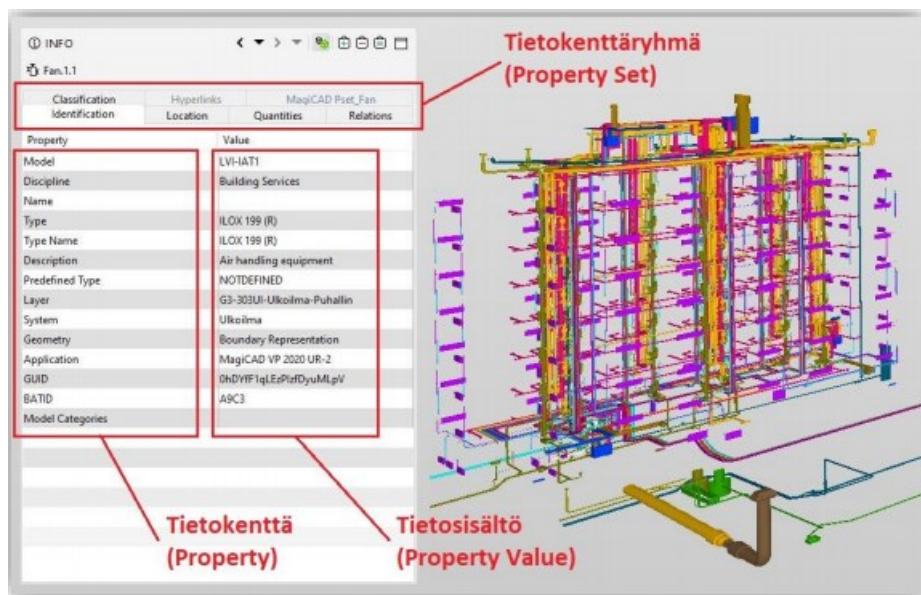 INFO
Fan.1.1
Tietokenttäryhmä
(Property Set)
Classification Hyperlinks MagiCAD Pset_Fan
Identification Location Quantities Relations
Property Value
Model LVI-IAT1
Discipline Building Services
Name
Type ILOX 199 (R)
Type Name ILOX 199 (R)
Description Air handling equipment
Predefined Type NOTDEFINED
Layer G3-303UI-Ulkoilma-Puhallin
System Ulkoilma
Geometry Boundary Representation
Application MagiCAD VP 2020 UR-2
GUID
BATID A9C3
Model Categories
Tietokenttä
(Property)
Tietosisältö
(Property Value)